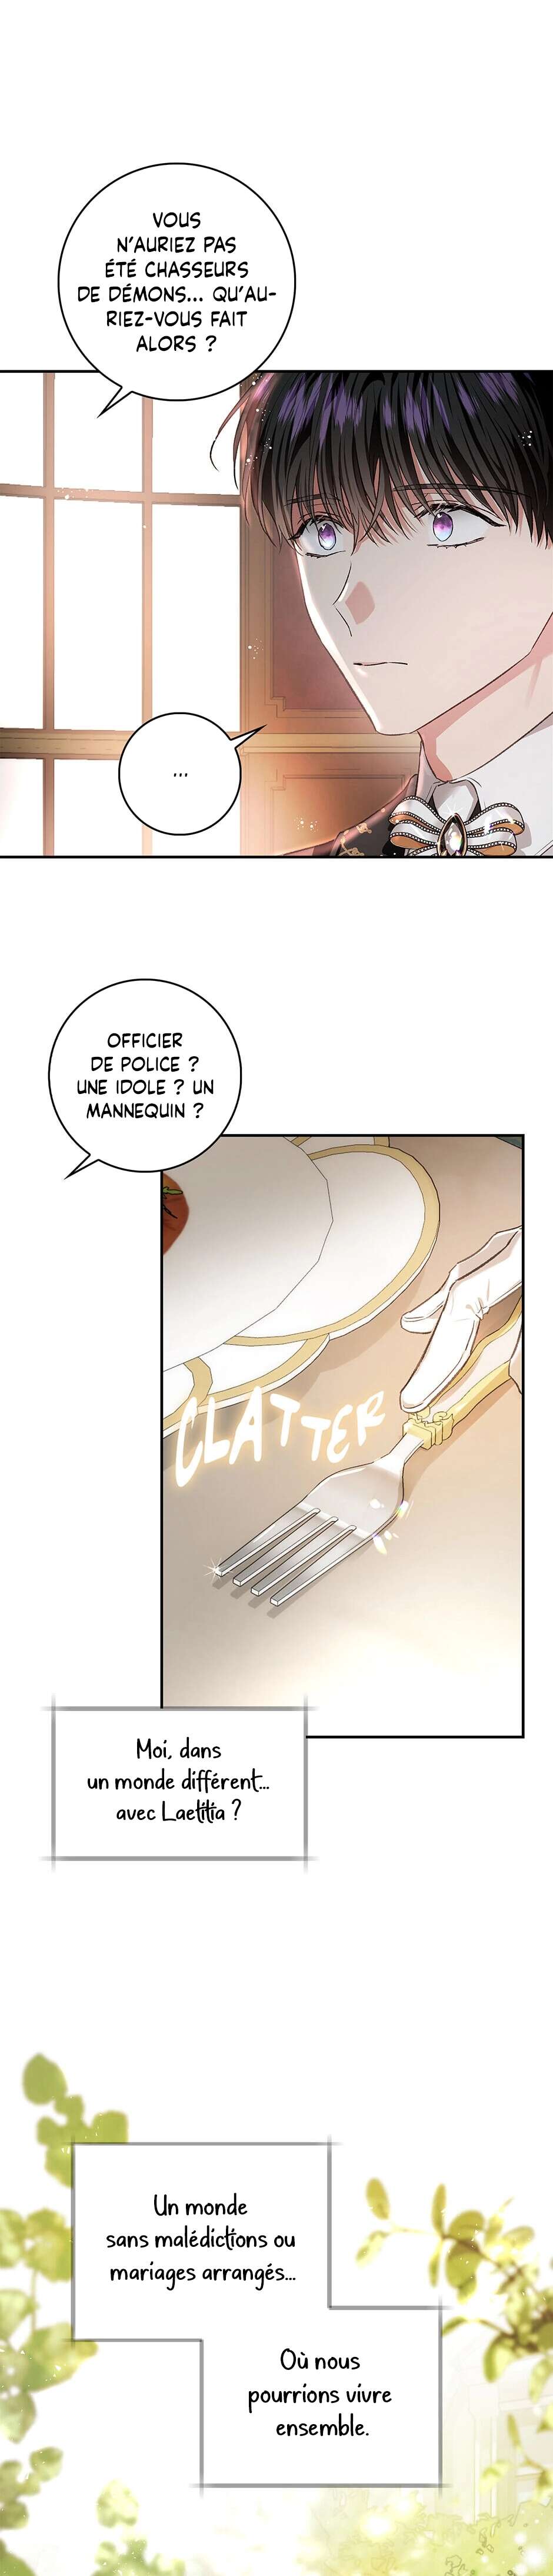 VOUS
N'AURIEZ PAS
ÉTÉ CHASSEURS
DE DÉMONS... QU'AU-
RIEZ-VOUS FAIT
ALORS ?
...
OFFICIER
DE POLICE ?
UNE IDOLE ? UN
MANNEQUIN ?
CLATTER
Moi, dans
un monde différent...
avec Laetitia ?
Un monde
sans malédictions ou
mariages arrangés...
Où nous
pourrions vivre
ensemble.